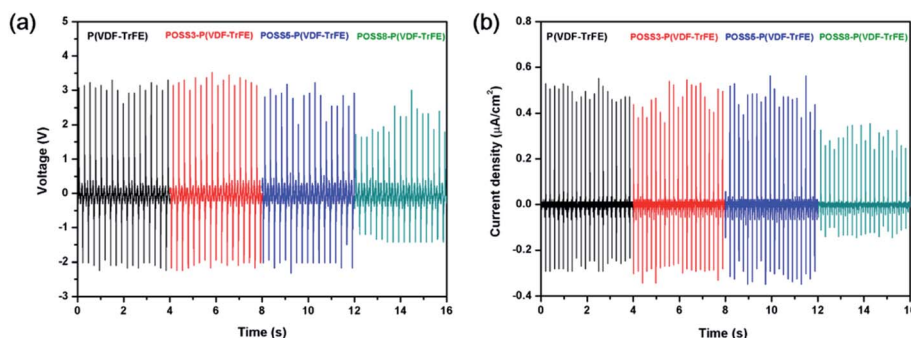 (a)
P(VDF-TrFE) POSS3-P(VDF-TrFE) POSS5-P(VDF-TrFE) POSS8-P(VDF-TrFE)
Voltage (V)
5
4
3
2
1
0
-1
-2
-3
0 2 4 6 8 10 12 14 16
Time (s)
(b)
P(VDF-TrFE) POSS3-P(VDF-TrFE) POSS5-P(VDF-TrFE) POSS8-P(VDF-TrFE)
Current density (µA/cm²)
0.8
0.6
0.4
0.2
0.0
-0.2
-0.4
0 2 4 6 8 10 12 14 16
Time (s)